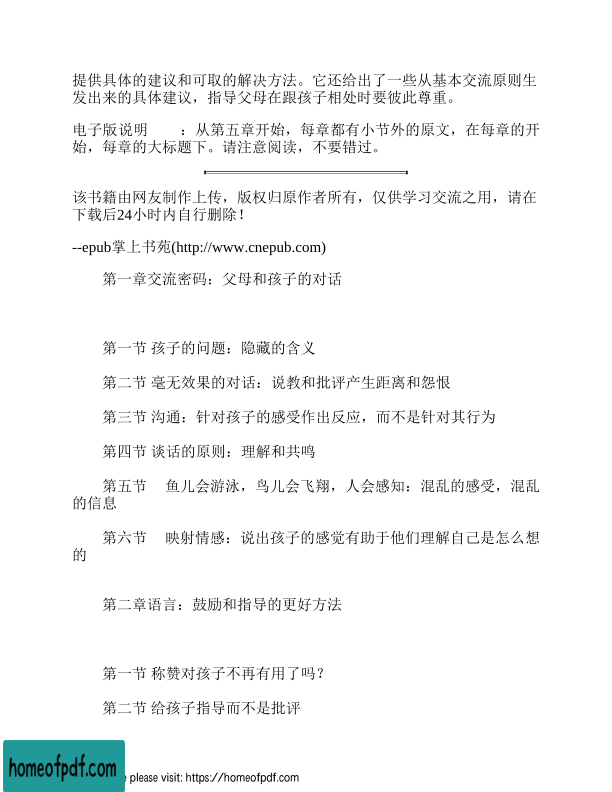 提供具体的建议和可取的解决方法。它还给出了一些从基本交流原则生
发出来的具体建议，指导父母在跟孩子相处时要彼此尊重。
电子版说明　　：从第五章开始，每章都有小节外的原文，在每章的开
始，每章的大标题下。请注意阅读，不要错过。
该书籍由网友制作上传，版权归原作者所有，仅供学习交流之用，请在
下载后24小时内自行删除！
--epub掌上书苑(http://www.cnepub.com)
第一章交流密码：父母和孩子的对话
第一节 孩子的问题：隐藏的含义
第二节 毫无效果的对话：说教和批评产生距离和怨恨
第三节 沟通：针对孩子的感受作出反应，而不是针对其行为
第四节 谈话的原则：理解和共鸣
第五节　鱼儿会游泳，鸟儿会飞翔，人会感知：混乱的感受，混乱
的信息
第六节　映射情感：说出孩子的感觉有助于他们理解自己是怎么想
的
第二章语言：鼓励和指导的更好方法
第一节 称赞对孩子不再有用了吗？
第二节 给孩子指导而不是批评
homeofpdf.com
e please visit: https://homeofpdf.com